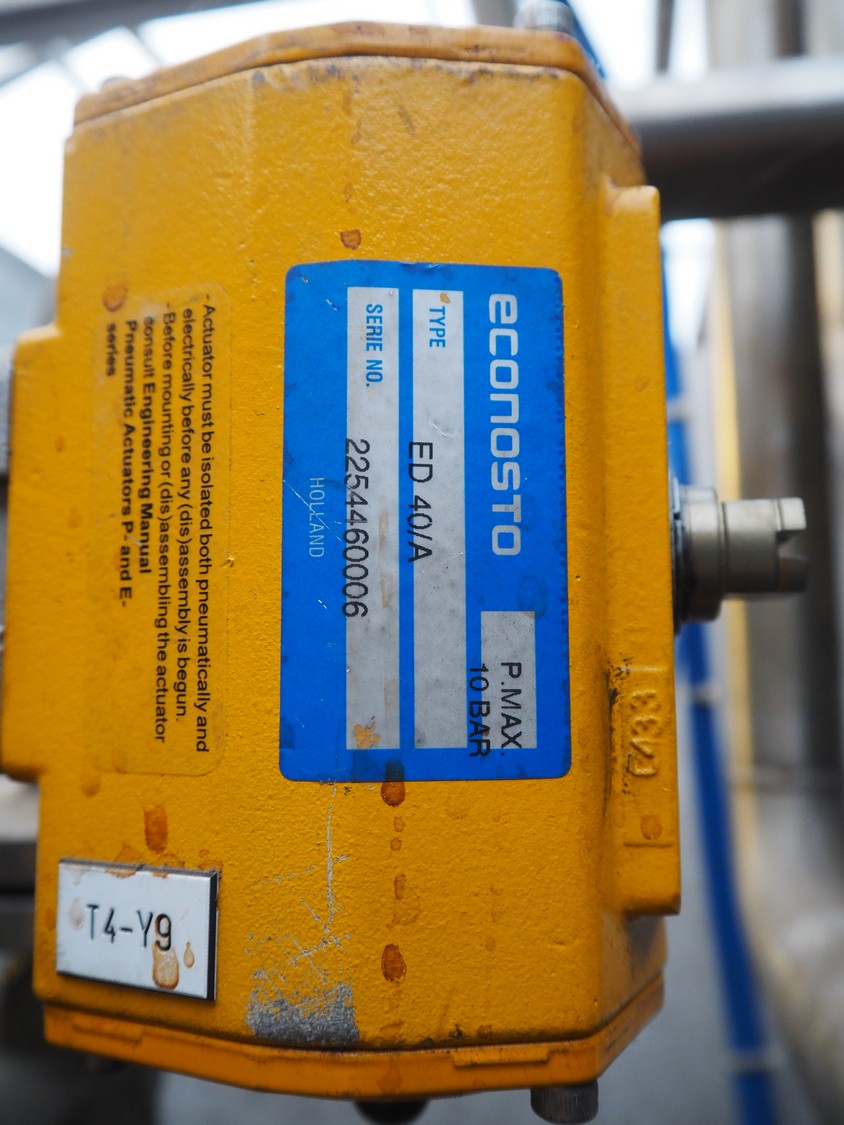 econosto
P.MAX.
10 BAR
TYPE
ED 40/A
SERIE NO.
2254460006
HOLLAND
- Actuator must be isolated both pneumatically and
electrically before any (dis)assembly is begun.
- Before mounting or (dis)assembling the actuator
consult Engineering Manual
Pneumatic Actuators P- and E-
series
T4-Y9